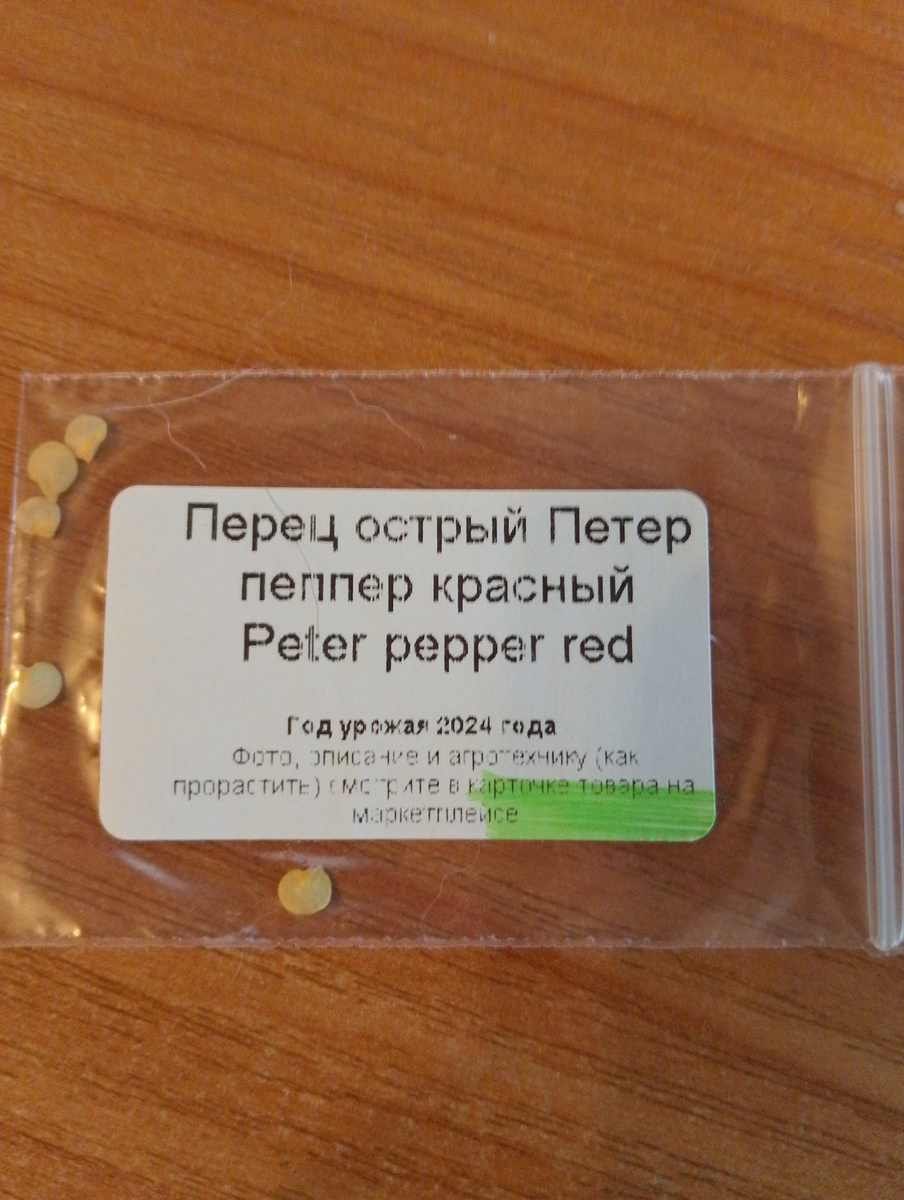 Перец острый Петер
пеппер красный
Peter pepper red
Год урожая 2024 года
Фото, описание и агротехнику (как
прорастить) смотрите в карточке товара на
маркетплейсе